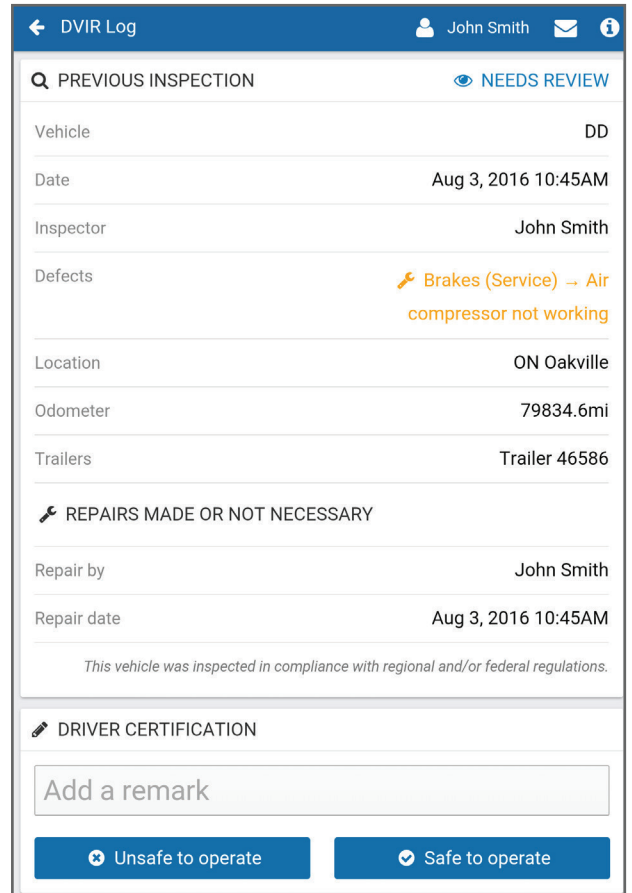 DVIR Log John Smith
PREVIOUS INSPECTION NEEDS REVIEW
Vehicle DD
Date Aug 3, 2016 10:45AM
Inspector John Smith
Defects Brakes (Service) → Air
compressor not working
Location ON Oakville
Odometer 79834.6mi
Trailers Trailer 46586
REPAIRS MADE OR NOT NECESSARY
Repair by John Smith
Repair date Aug 3, 2016 10:45AM
This vehicle was inspected in compliance with regional and/or federal regulations.
DRIVER CERTIFICATION
Add a remark
Unsafe to operate Safe to operate